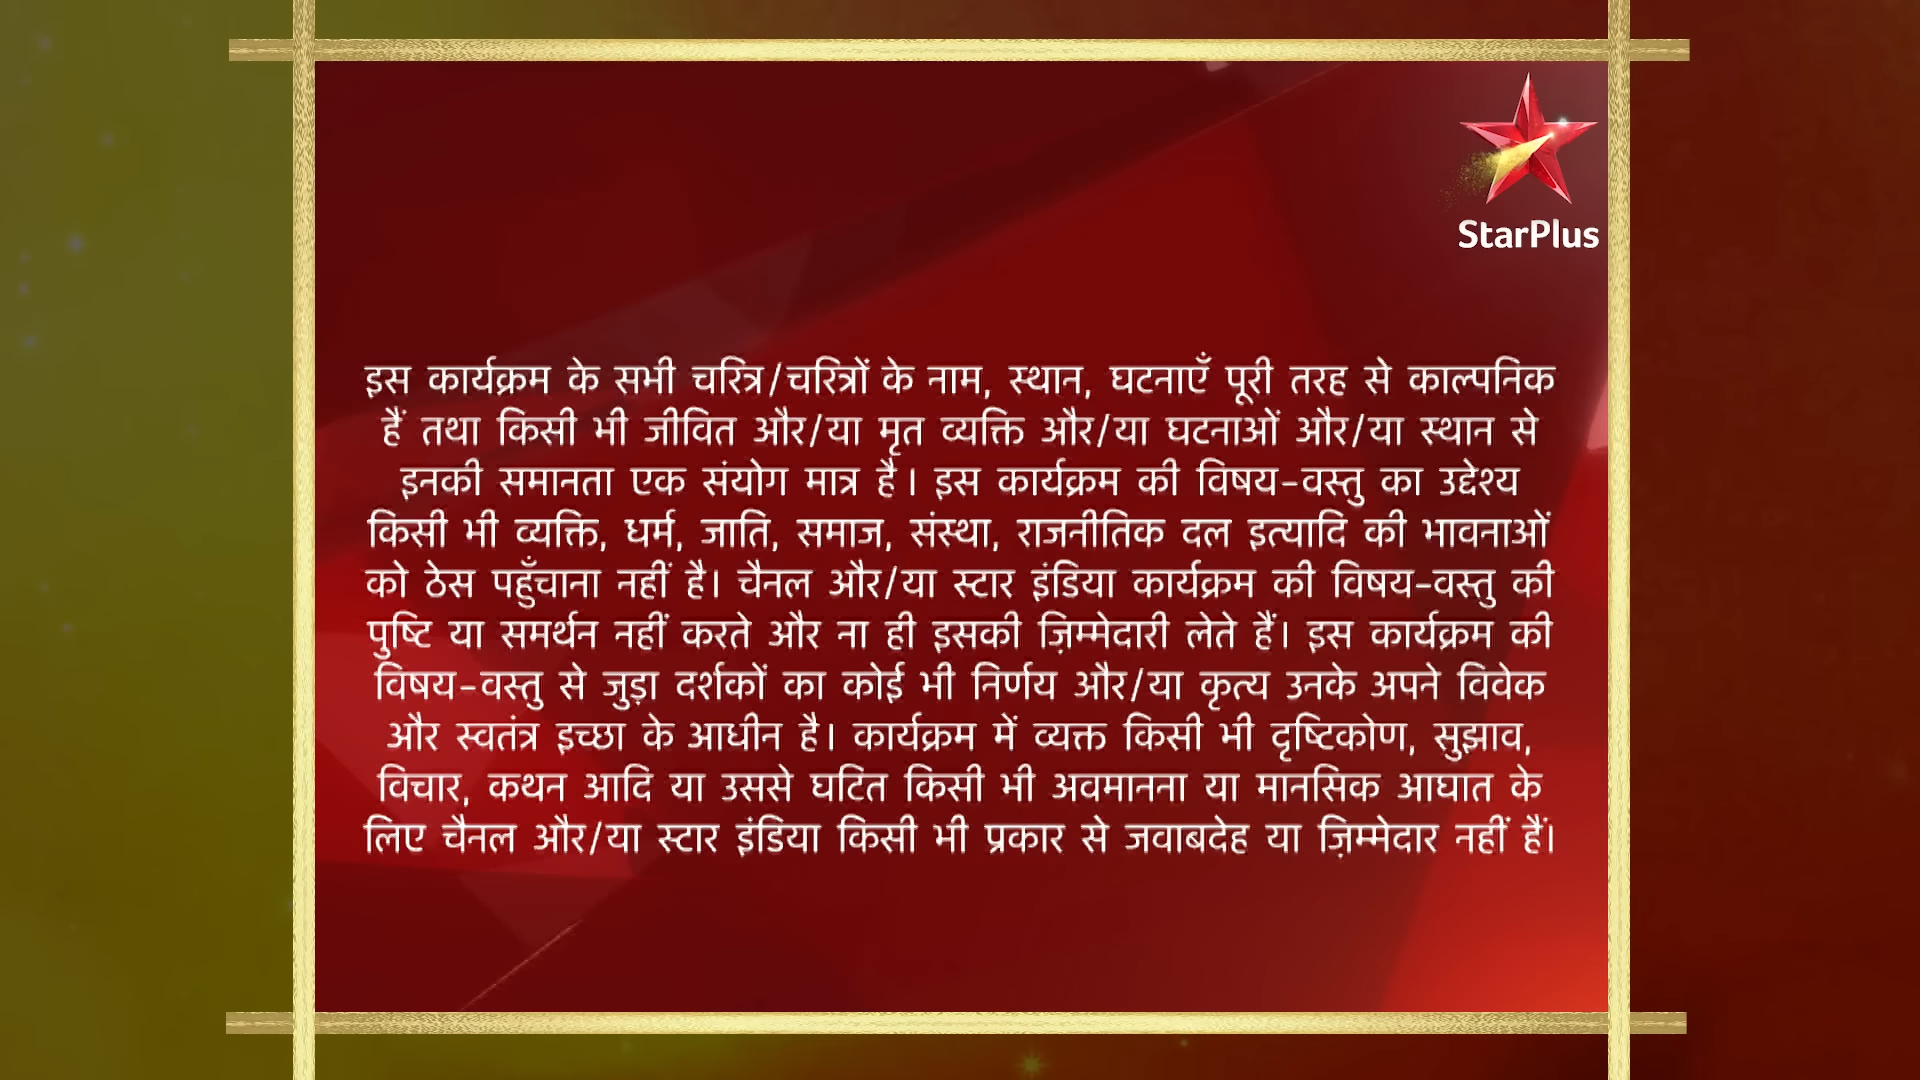 StarPlus
इस कार्यक्रम के सभी चरित्र/चरित्रों के नाम, स्थान, घटनाएँ पूरी तरह से काल्पनिक
हैं तथा किसी भी जीवित और/या मृत व्यक्ति और/या घटनाओं और/या स्थान से
इनकी समानता एक संयोग मात्र है। इस कार्यक्रम की विषय-वस्तु का उद्देश्य
किसी भी व्यक्ति, धर्म, जाति, समाज, संस्था, राजनीतिक दल इत्यादि की भावनाओं
को ठेस पहुँचाना नहीं है। चैनल और/या स्टार इंडिया कार्यक्रम की विषय-वस्तु की
पुष्टि या समर्थन नहीं करते और ना ही इसकी ज़िम्मेदारी लेते हैं। इस कार्यक्रम की
विषय-वस्तु से जुड़ा दर्शकों का कोई भी निर्णय और/या कृत्य उनके अपने विवेक
और स्वतंत्र इच्छा के आधीन है। कार्यक्रम में व्यक्त किसी भी दृष्टिकोण, सुझाव,
विचार, कथन आदि या उससे घटित किसी भी अवमानना या मानसिक आघात के
लिए चैनल और/या स्टार इंडिया किसी भी प्रकार से जवाबदेह या ज़िम्मेदार नहीं हैं।